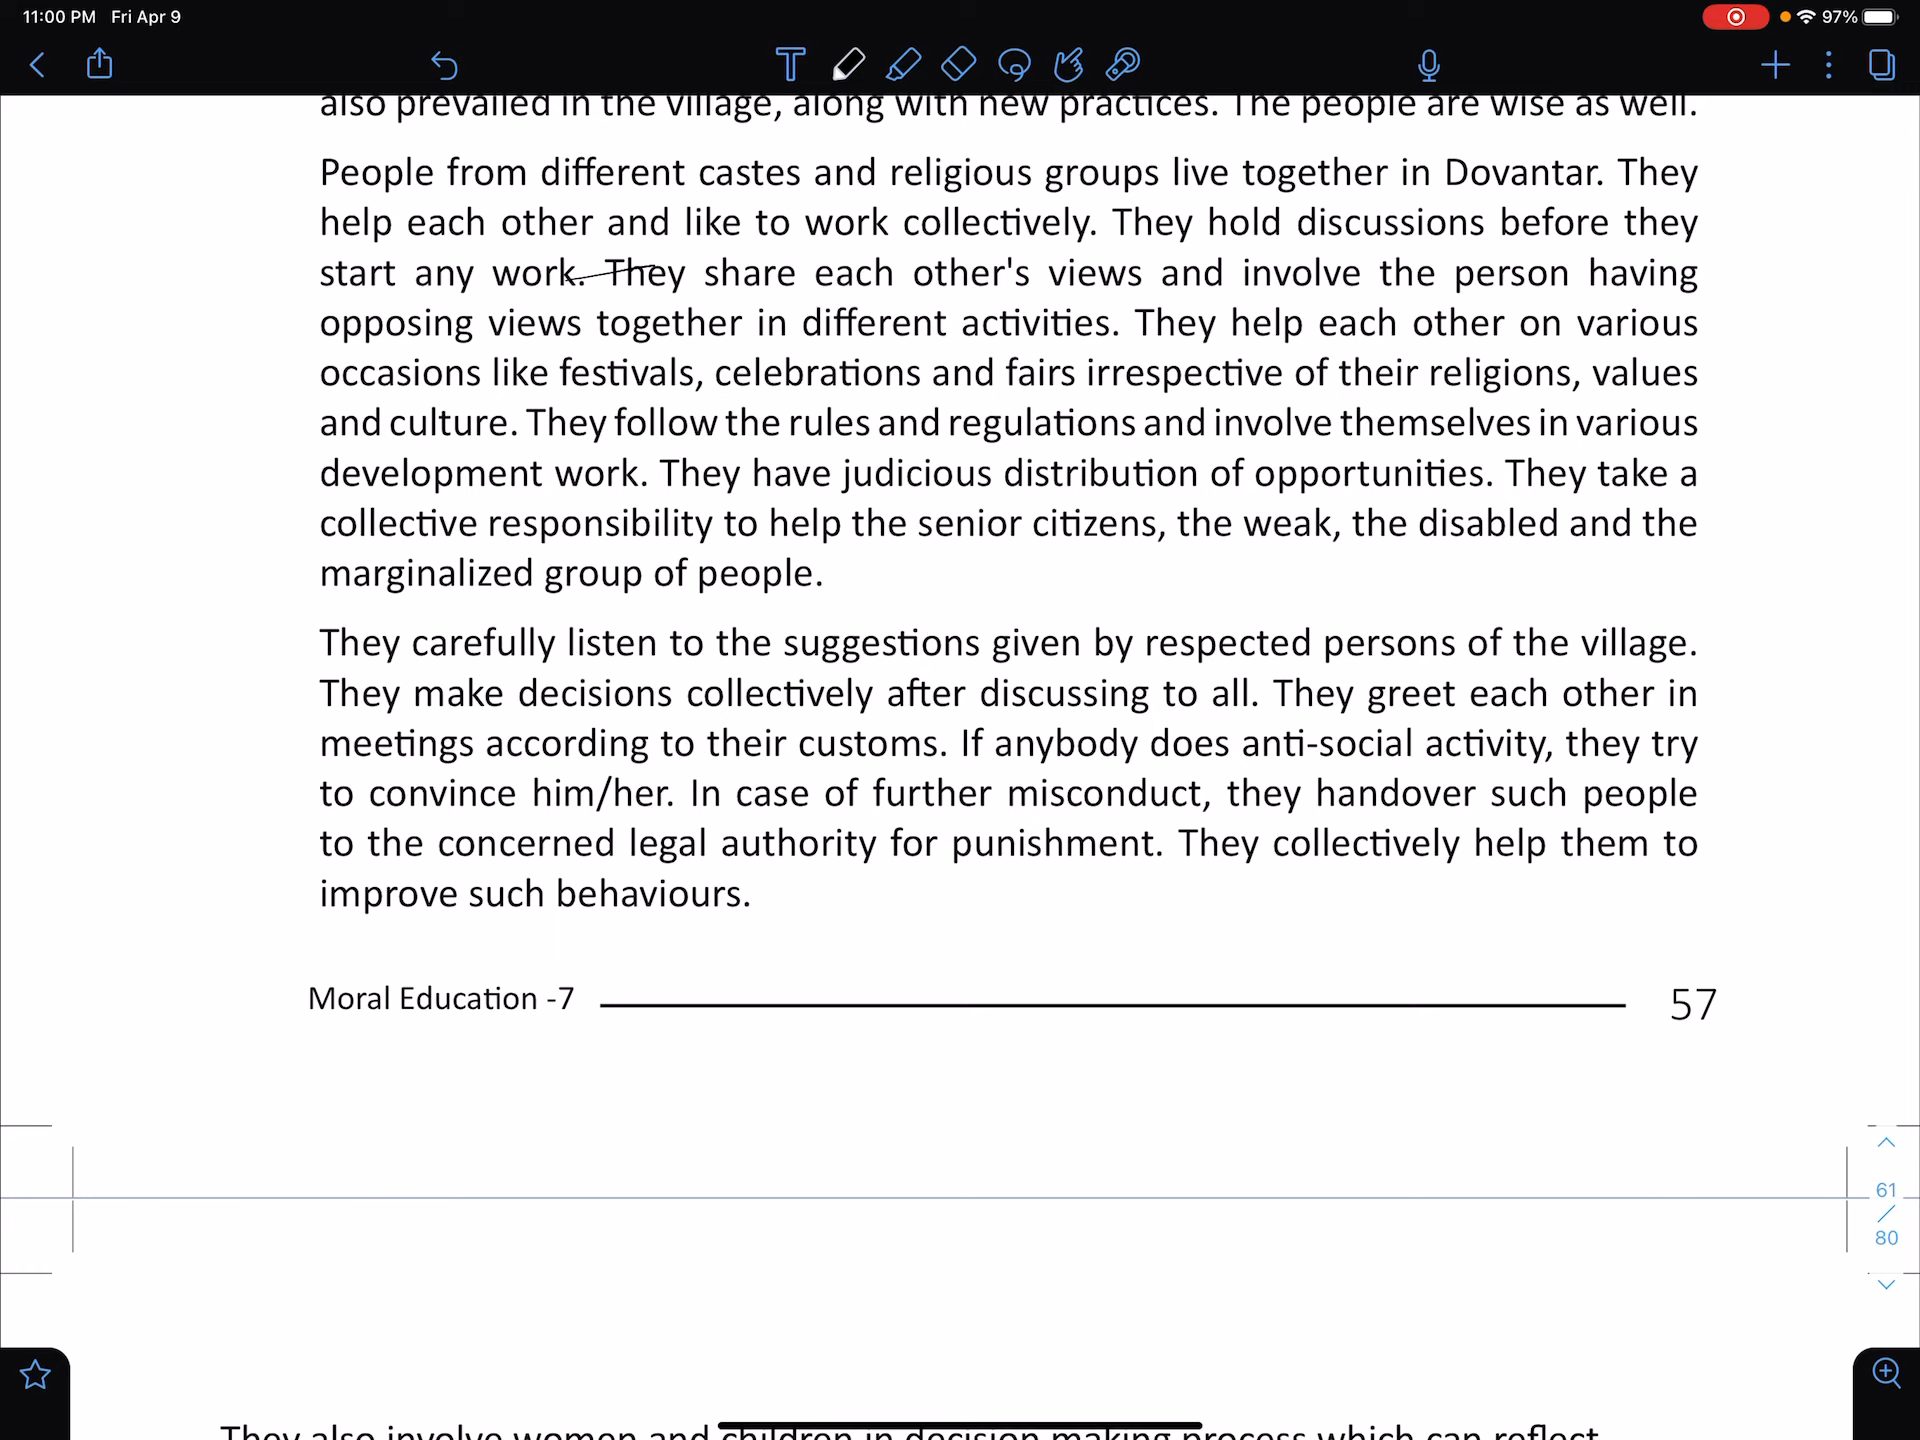 11:00 PM Fri Apr 9
97%
also prevailed in the village, along with new practices. The people are wise as well.
People from different castes and religious groups live together in Dovantar. They
help each other and like to work collectively. They hold discussions before they
start any work. They share each other's views and involve the person having
opposing views together in different activities. They help each other on various
occasions like festivals, celebrations and fairs irrespective of their religions, values
and culture. They follow the rules and regulations and involve themselves in various
development work. They have judicious distribution of opportunities. They take a
collective responsibility to help the senior citizens, the weak, the disabled and the
marginalized group of people.
They carefully listen to the suggestions given by respected persons of the village.
They make decisions collectively after discussing to all. They greet each other in
meetings according to their customs. If anybody does anti-social activity, they try
to convince him/her. In case of further misconduct, they handover such people
to the concerned legal authority for punishment. They collectively help them to
improve such behaviours.
Moral Education -7
57
61
/
80
They also involve women and children in decision making process which can reflect